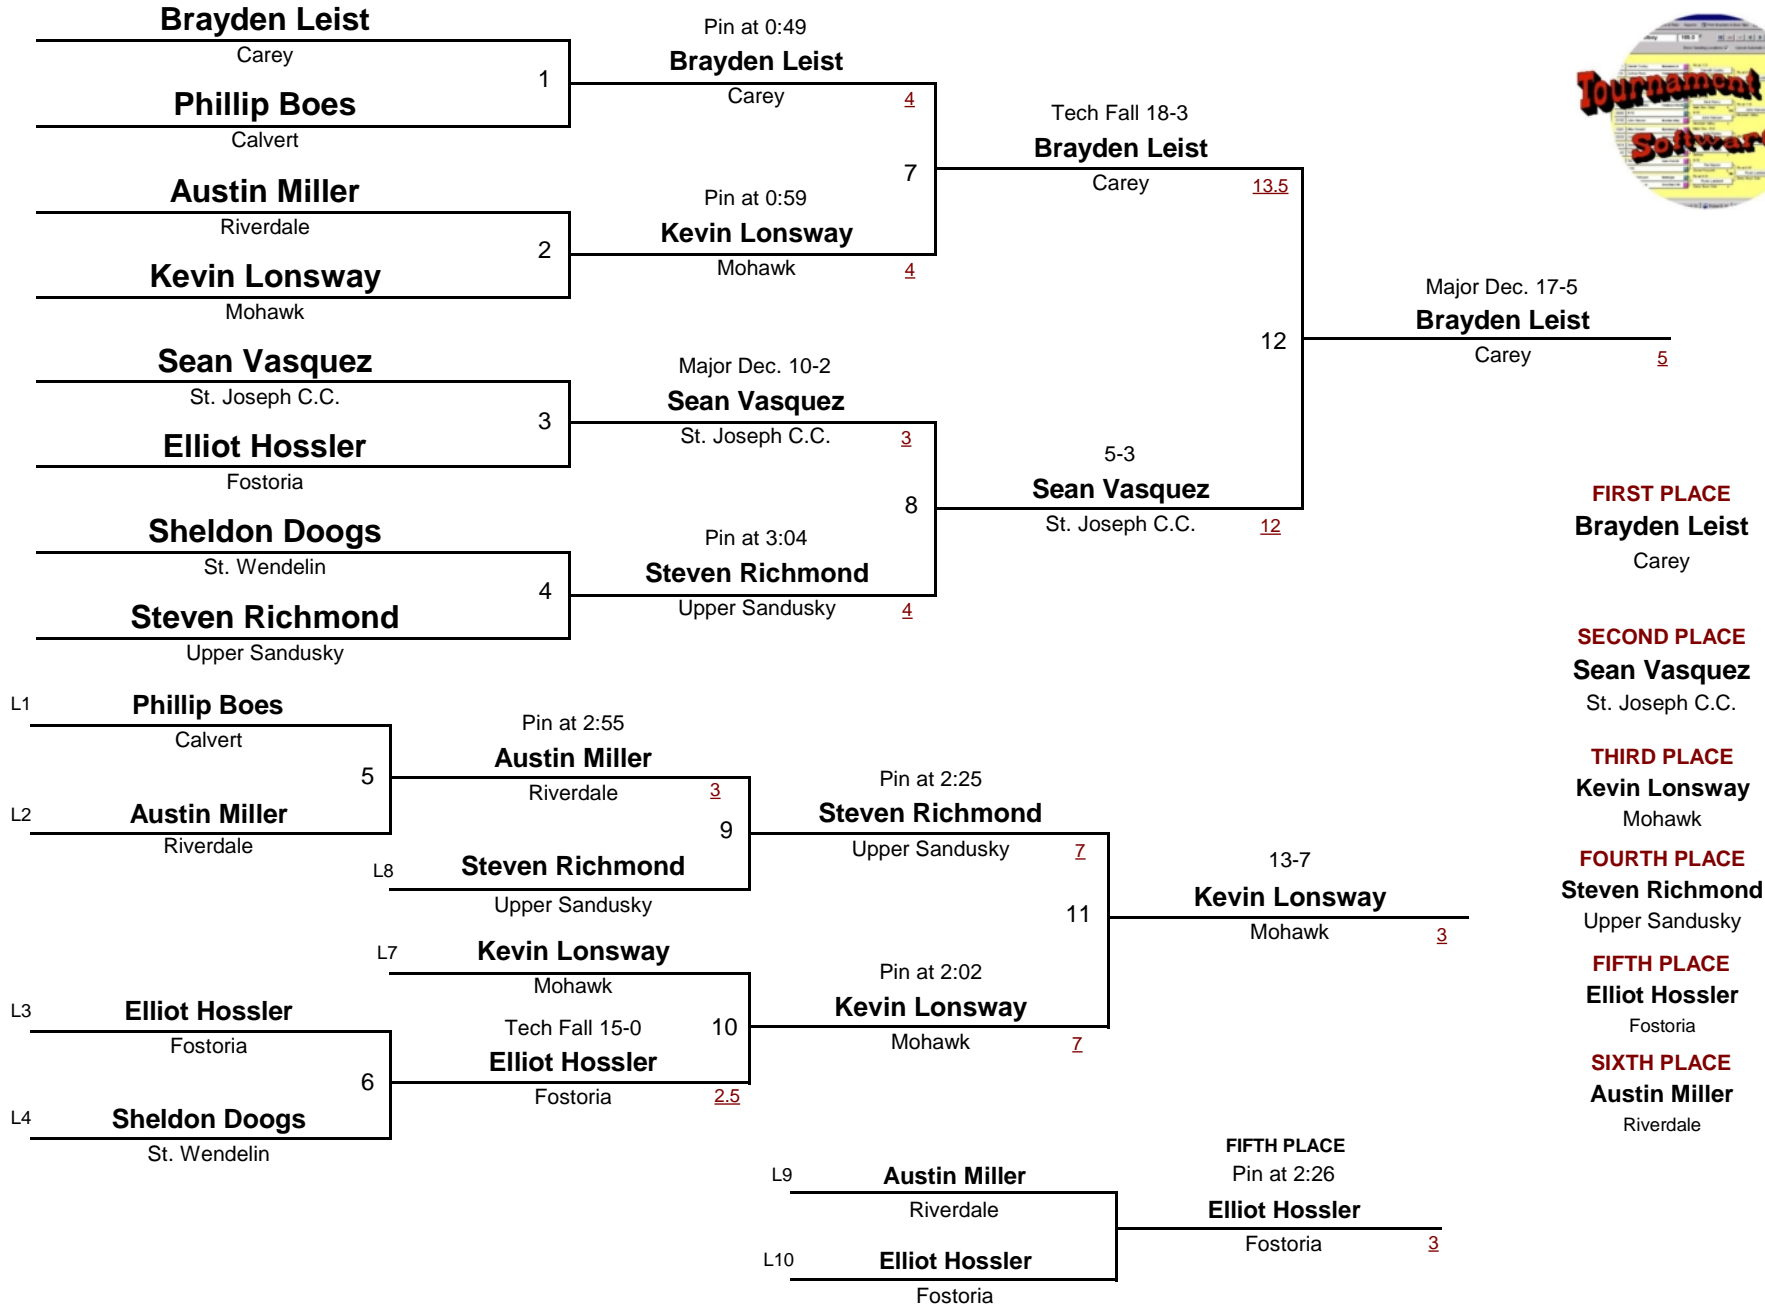 Brayden Leist
Carey
1
Phillip Boes
Calvert
Austin Miller
Riverdale
2
Kevin Lonsway
Mohawk
Sean Vasquez
St. Joseph C.C.
3
Elliot Hossler
Fostoria
Sheldon Doogs
St. Wendelin
4
Steven Richmond
Upper Sandusky
Pin at 0:49
Brayden Leist
Carey 4
7
Pin at 0:59
Kevin Lonsway
Mohawk 4
Major Dec. 10-2
Sean Vasquez
St. Joseph C.C. 3
8
Pin at 3:04
Steven Richmond
Upper Sandusky 4
Tech Fall 18-3
Brayden Leist
Carey 13.5
12
5-3
Sean Vasquez
St. Joseph C.C. 12
Major Dec. 17-5
Brayden Leist
Carey 5
Tournament
Software
FIRST PLACE
Brayden Leist
Carey
SECOND PLACE
Sean Vasquez
St. Joseph C.C.
THIRD PLACE
Kevin Lonsway
Mohawk
FOURTH PLACE
Steven Richmond
Upper Sandusky
FIFTH PLACE
Elliot Hossler
Fostoria
SIXTH PLACE
Austin Miller
Riverdale
L1 Phillip Boes
Calvert
5
L2 Austin Miller
Riverdale
Pin at 2:55
Austin Miller
Riverdale 3
9
L8 Steven Richmond
Upper Sandusky
L7 Kevin Lonsway
Mohawk
L3 Elliot Hossler
Fostoria
6
L4 Sheldon Doogs
St. Wendelin
Tech Fall 15-0 10
Elliot Hossler
Fostoria 2.5
Pin at 2:25
Steven Richmond
Upper Sandusky 7
11
Pin at 2:02
Kevin Lonsway
Mohawk 7
13-7
Kevin Lonsway
Mohawk 3
L9 Austin Miller
Riverdale
L10 Elliot Hossler
Fostoria
FIFTH PLACE
Pin at 2:26
Elliot Hossler
Fostoria 3